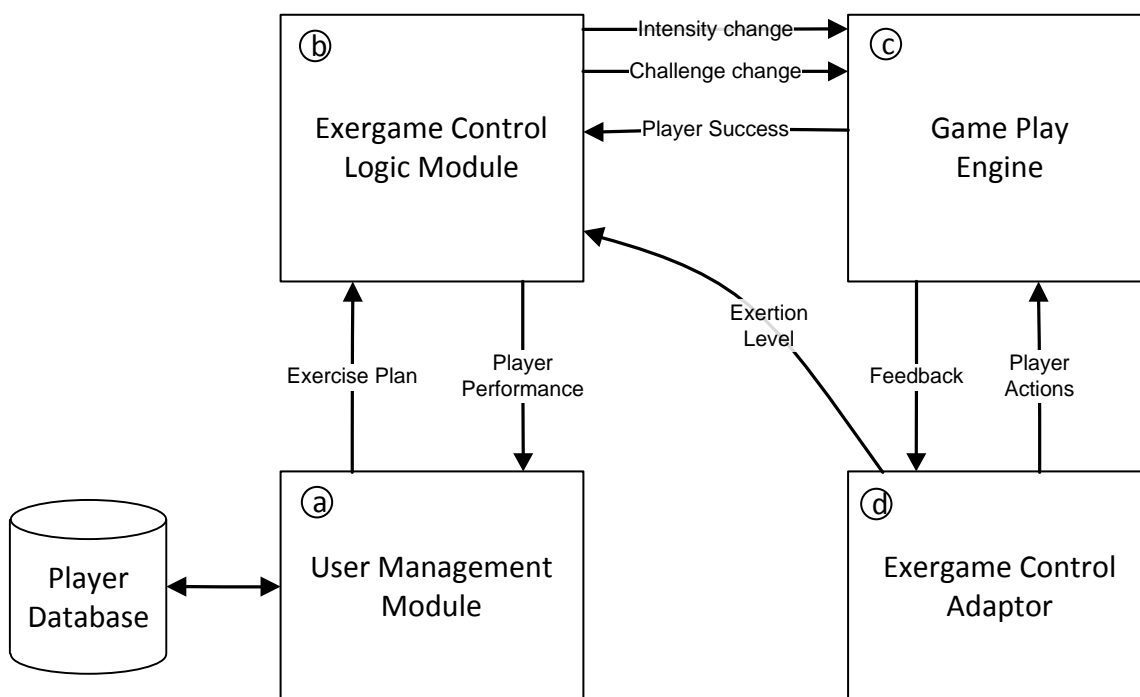 b
Exergame Control
Logic Module
Intensity change
Challenge change
Player Success
c
Game Play
Engine
Exercise Plan
Player
Performance
Exertion
Level
Feedback
Player
Actions
Player
Database
a
User Management
Module
d
Exergame Control
Adaptor